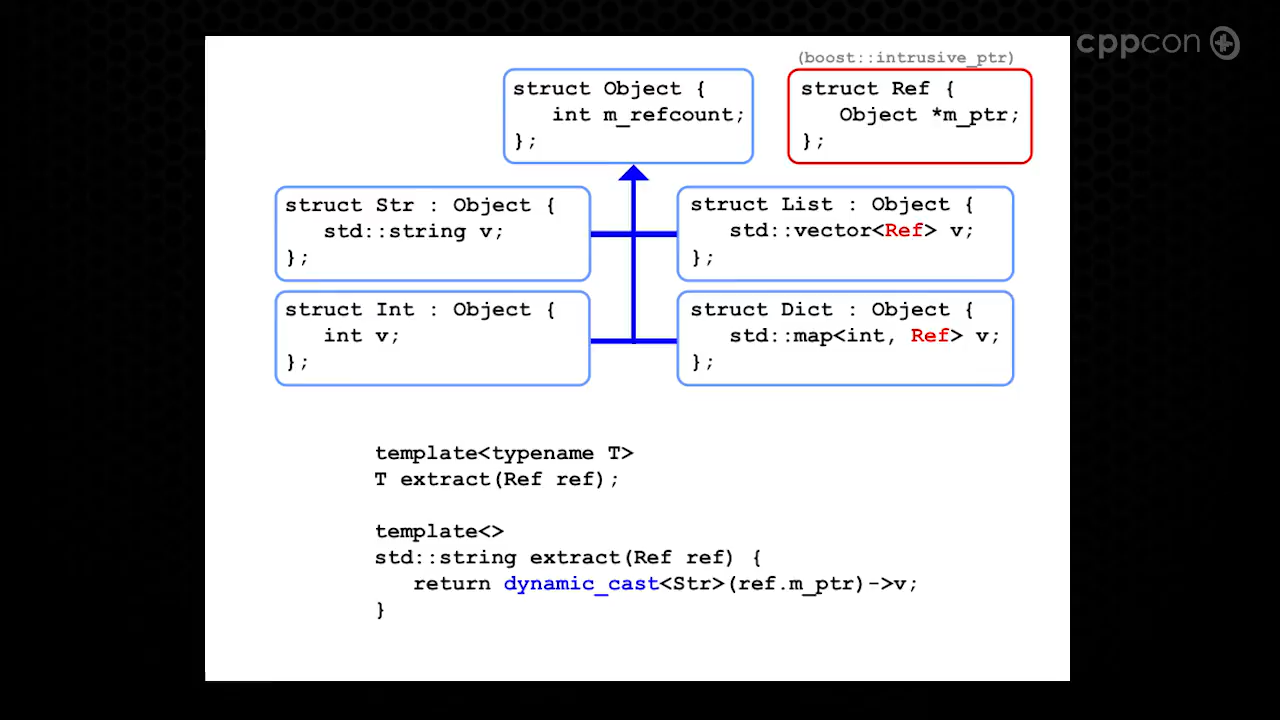 cppcon
(boost::intrusive_ptr)
struct Object {
int m_refcount;
};
struct Ref {
Object *m_ptr;
};
struct Str : Object {
std::string v;
};
struct List : Object {
std::vector<Ref> v;
};
struct Int : Object {
int v;
};
struct Dict : Object {
std::map<int, Ref> v;
};
template<typename T>
T extract(Ref ref);
template<>
std::string extract(Ref ref) {
return dynamic_cast<Str>(ref.m_ptr)->v;
}